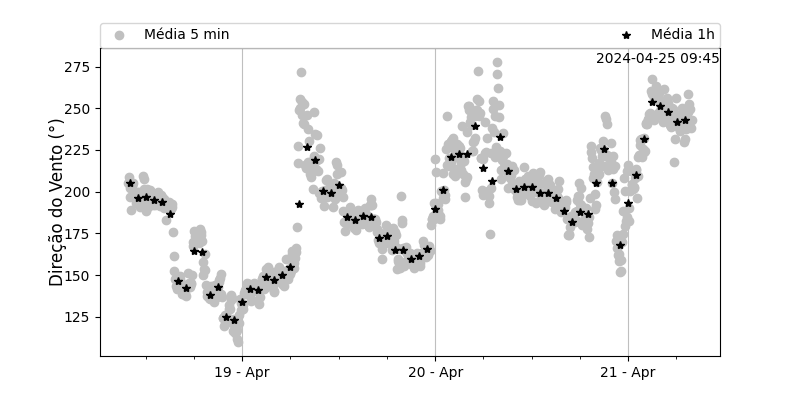 Média 5 min
Média 1h
2024-04-25 09:45
Direção do Vento (°)
275
250
225
200
175
150
125
19 - Apr
20 - Apr
21 - Apr